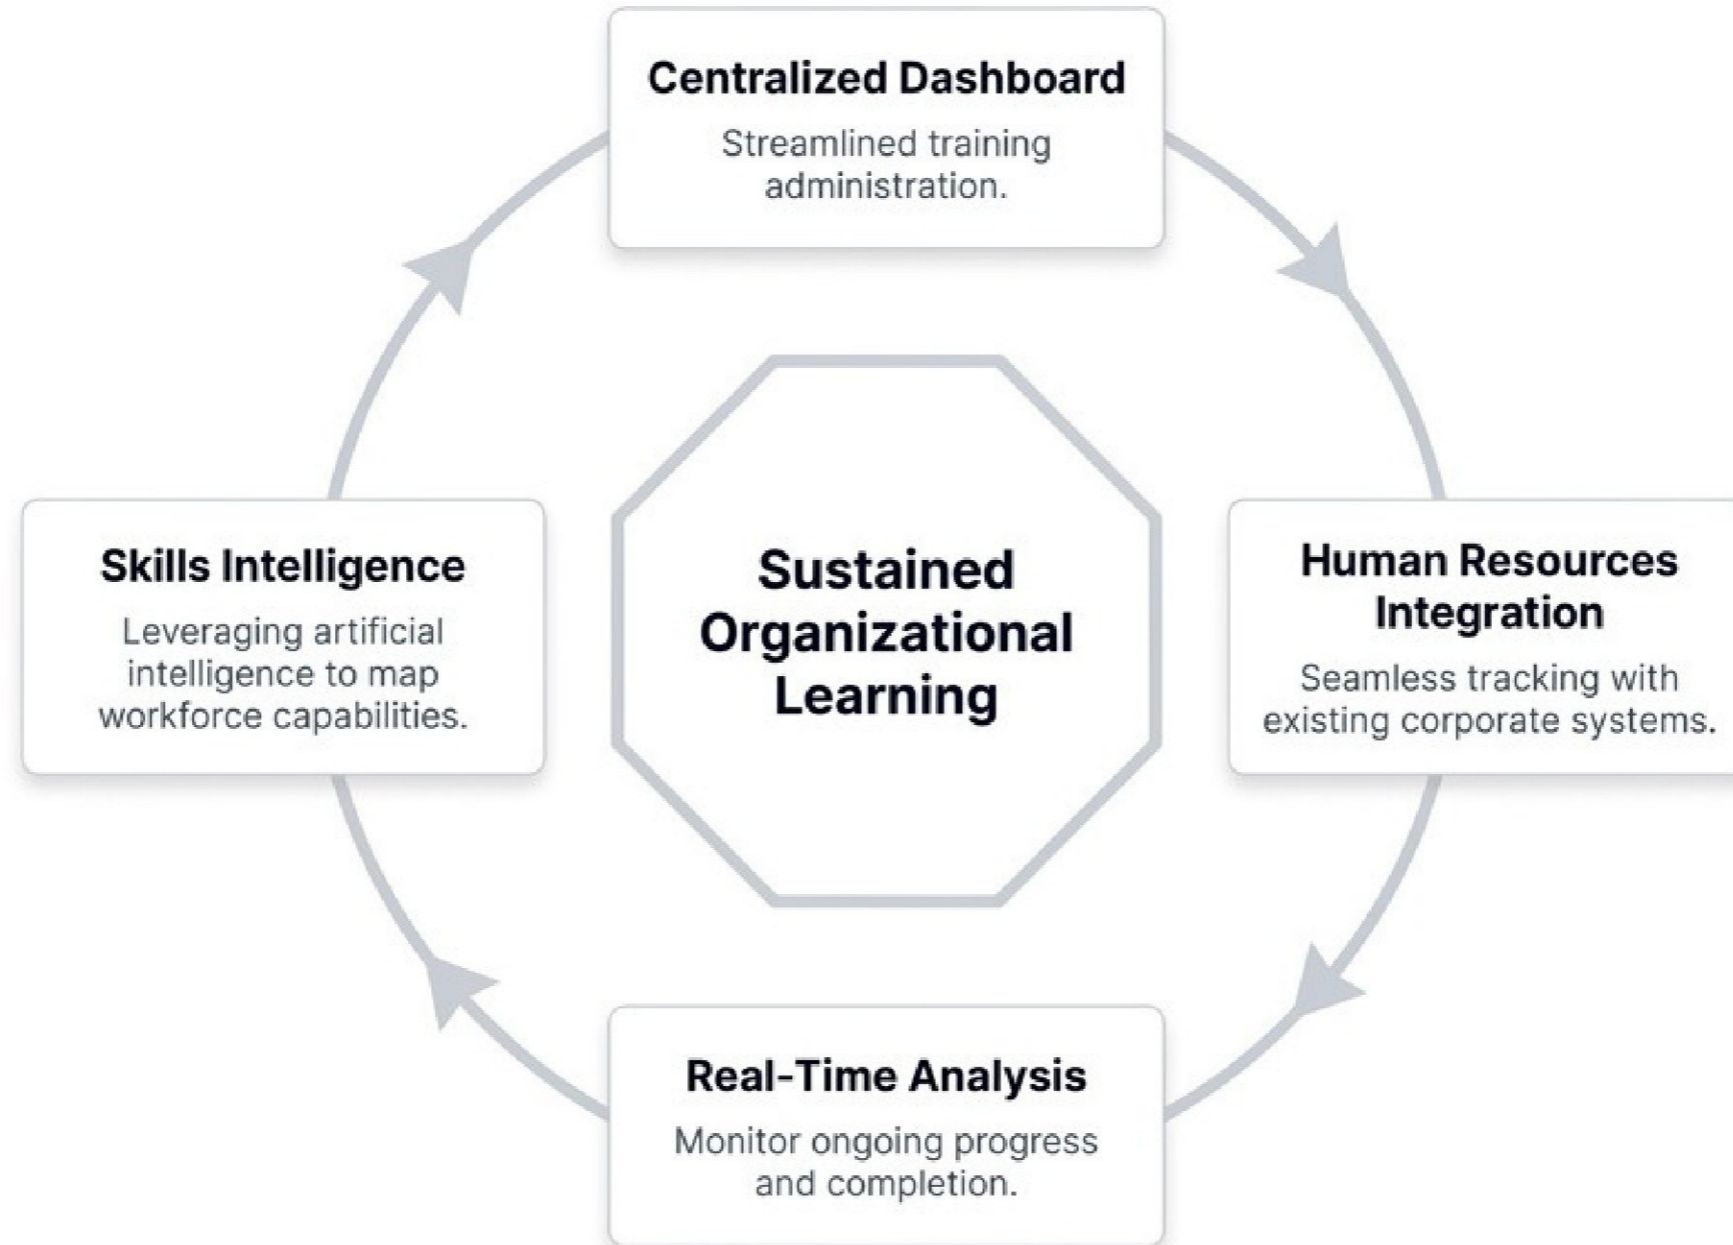 Centralized Dashboard
Streamlined training
administration.
Skills Intelligence
Leveraging artificial
intelligence to map
workforce capabilities.
Sustained
Organizational
Learning
Human Resources
Integration
Seamless tracking with
existing corporate systems.
Real-Time Analysis
Monitor ongoing progress
and completion.